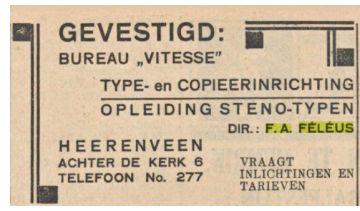 GEVESTIGD:
BUREAU „VITESSE"
TYPE- en COPIEERINRICHTING
OPLEIDING STENO-TYPEN
DIR.: F. A. FÉLÉUS
HEERENVEEN
ACHTER DE KERK 6
TELEFOON No. 277
VRAAGT
INLICHTINGEN EN
TARIEVEN